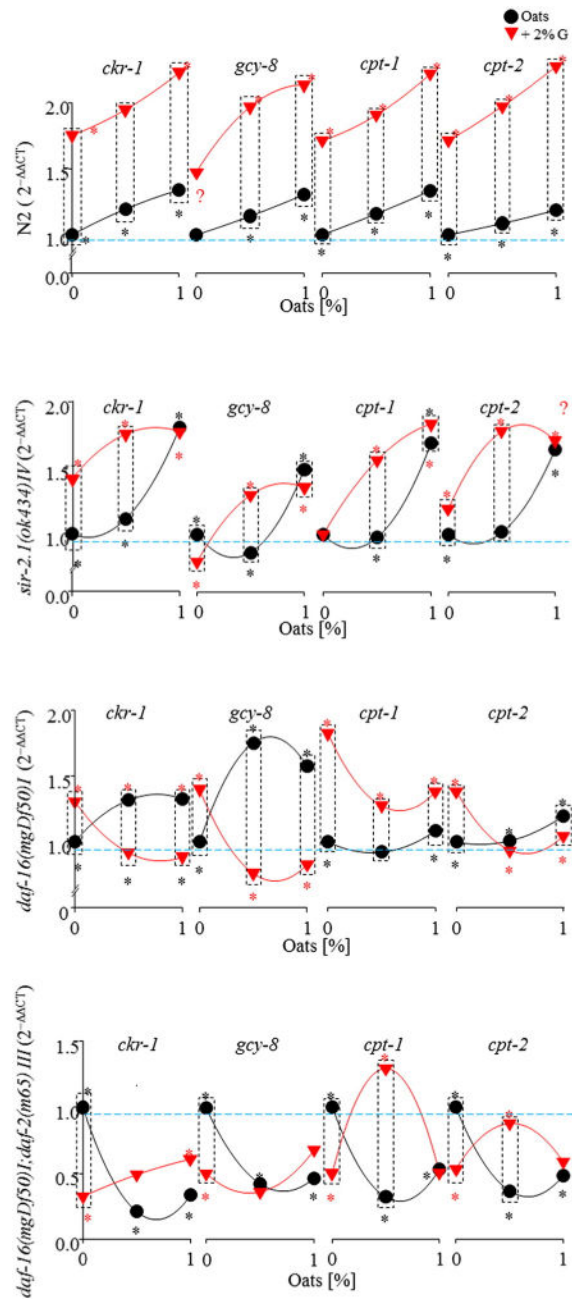 Oats
+ 2% G
ckr-1 gcy-8 cpt-1 cpt-2
N2 ( 2^−ΔΔCT)
2.0
1.5
1.0
0.0
?
0 1 0 1 0 1 0 1
Oats [%]
sir-2.1(ok434)IV(2^−ΔΔCT)
2.0
ckr-1 gcy-8 cpt-1 cpt-2
?
1.5
1.0
0.0
0 1 0 1 0 1 0 1
Oats [%]
daf-16(mgDf50)I (2^−ΔΔCT)
2.0
ckr-1 gcy-8 cpt-1 cpt-2
1.5
1.0
0
0 1 0 1 0 1 0 1
Oats [%]
daf-16(mgDf50)I;daf-2(m65) III (2^−ΔΔCT)
1.5
ckr-1 gcy-8 cpt-1 cpt-2
1.0
0.5
0.0
0 1 0 1 0 1 0 1
Oats [%]